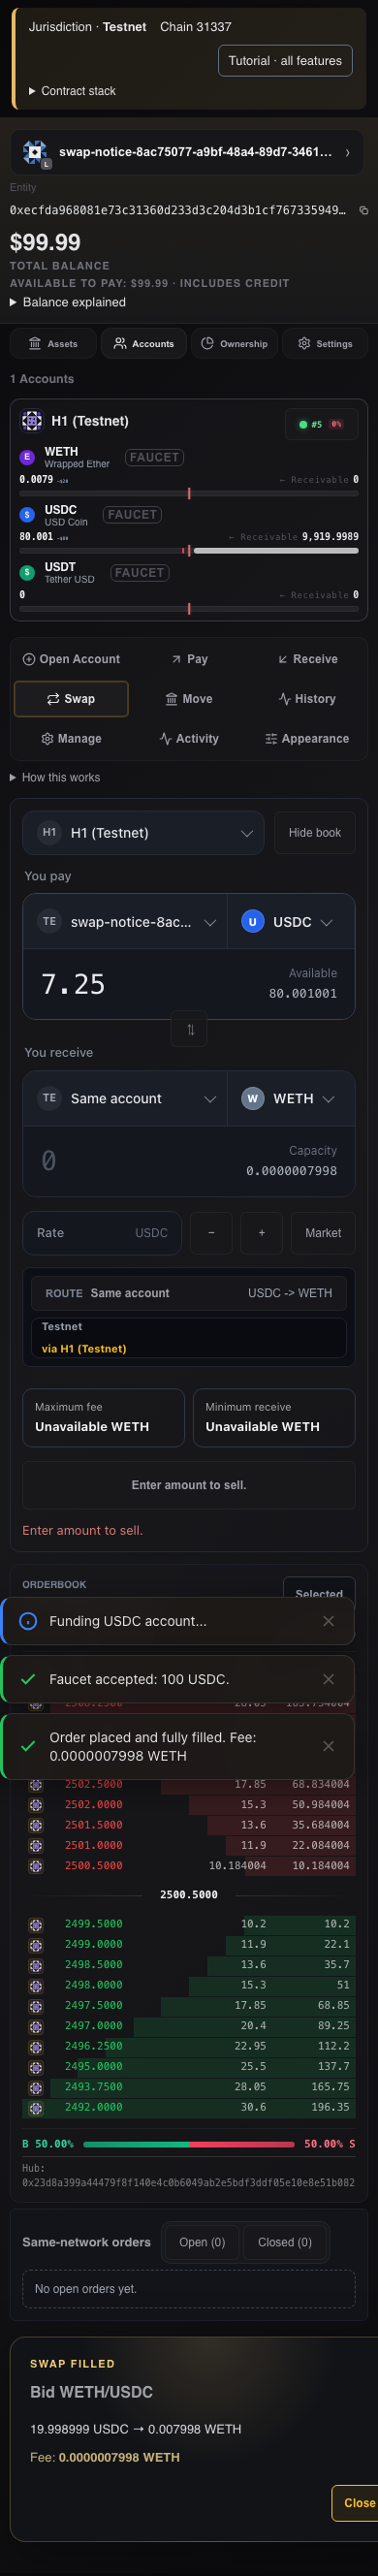 Jurisdiction · Testnet Chain 31337
Tutorial · all features
▶ Contract stack
L
swap-notice-8ac75077-a9bf-48a4-89d7-3461... ›
Entity
0xecfda968081e73c31360d233d3c204d3b1cf767335949…
$99.99
TOTAL BALANCE
AVAILABLE TO PAY: $99.99 · INCLUDES CREDIT
▶ Balance explained
Assets
Accounts
Ownership
Settings
1 Accounts
H1 (Testnet)
#5 0%
E WETH FAUCET
Wrapped Ether
0.0079 ← Receivable 0
$ USDC FAUCET
USD Coin
80.001 ← Receivable 9,919.9989
$ USDT FAUCET
Tether USD
0 ← Receivable 0
Open Account
Pay
Receive
Swap
Move
History
Manage
Activity
Appearance
▶ How this works
H1 H1 (Testnet)
Hide book
You pay
TE swap-notice-8ac...
U USDC
7.25
Available
80.001001
You receive
TE Same account
W WETH
0
Capacity
0.0000007998
Rate USDC
− + Market
ROUTE Same account USDC -> WETH
Testnet
via H1 (Testnet)
Maximum fee
Unavailable WETH
Minimum receive
Unavailable WETH
Enter amount to sell.
Enter amount to sell.
ORDERBOOK
Selected
Funding USDC account...
Faucet accepted: 100 USDC.
Order placed and fully filled. Fee:
0.0000007998 WETH
2502.5000 17.85 68.834004
2502.0000 15.3 50.984004
2501.5000 13.6 35.684004
2501.0000 11.9 22.084004
2500.5000 10.184004 10.184004
2500.5000
2499.5000 10.2 10.2
2499.0000 11.9 22.1
2498.5000 13.6 35.7
2498.0000 15.3 51
2497.5000 17.85 68.85
2497.0000 20.4 89.25
2496.2500 22.95 112.2
2495.0000 25.5 137.7
2493.7500 28.05 165.75
2492.0000 30.6 196.35
B 50.00% 50.00% S
Hub:
0x23d8a399a44479f8f140e4c0b6049ab2e5bdf3ddf05e10e8e51b082
Same-network orders
Open (0)
Closed (0)
No open orders yet.
SWAP FILLED
Bid WETH/USDC
19.998999 USDC → 0.007998 WETH
Fee: 0.0000007998 WETH
Close